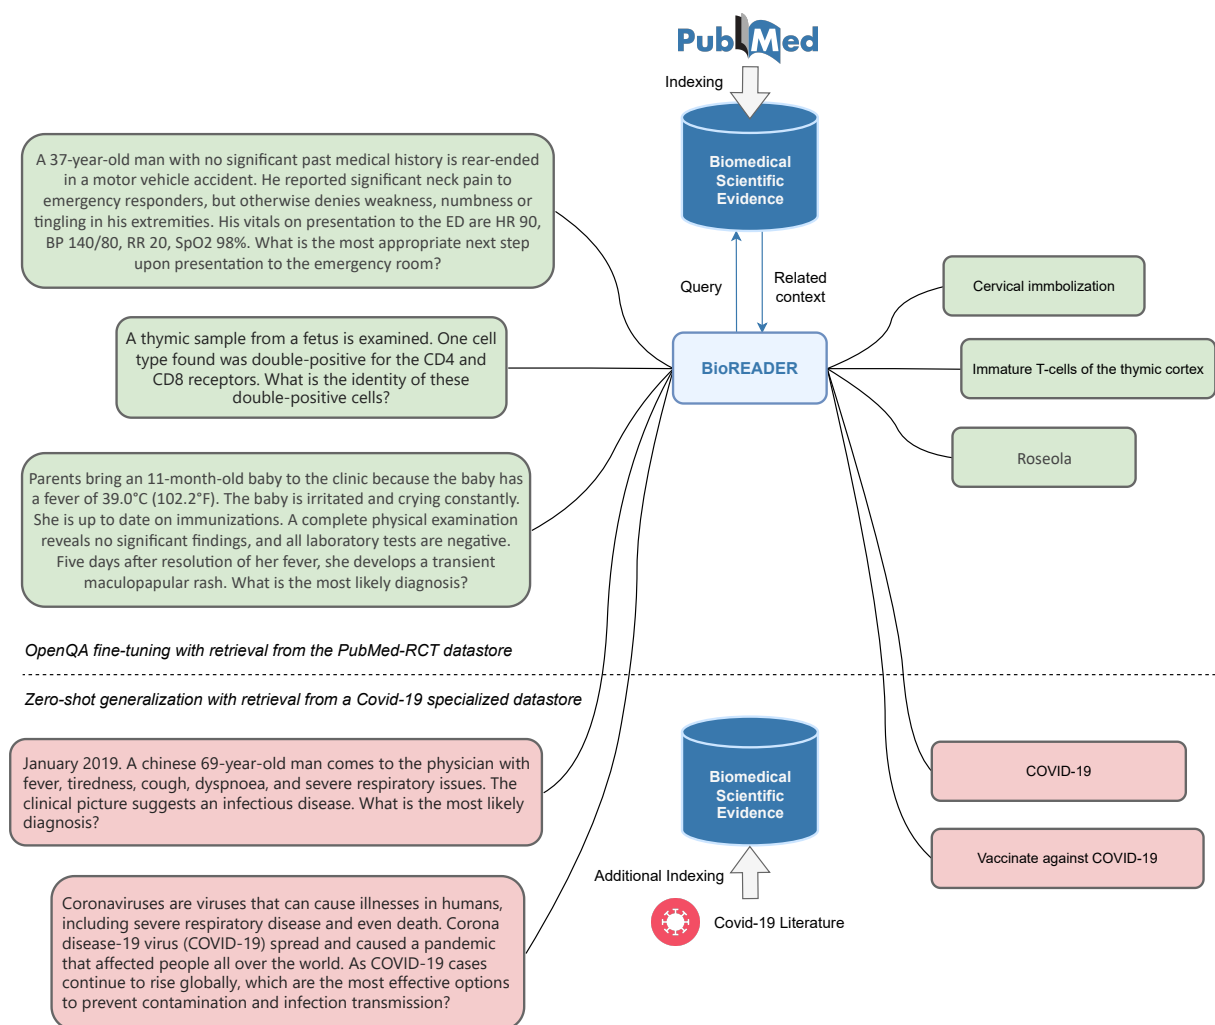 PubMed
Indexing
Biomedical
Scientific
Evidence
A 37-year-old man with no significant past medical history is rear-ended
in a motor vehicle accident. He reported significant neck pain to
emergency responders, but otherwise denies weakness, numbness or
tingling in his extremities. His vitals on presentation to the ED are HR 90,
BP 140/80, RR 20, SpO2 98%. What is the most appropriate next step
upon presentation to the emergency room?
Query
Related
context
Cervical immbolization
A thymic sample from a fetus is examined. One cell
type found was double-positive for the CD4 and
CD8 receptors. What is the identity of these
double-positive cells?
BioREADER
Immature T-cells of the thymic cortex
Roseola
Parents bring an 11-month-old baby to the clinic because the baby has
a fever of 39.0°C (102.2°F). The baby is irritated and crying constantly.
She is up to date on immunizations. A complete physical examination
reveals no significant findings, and all laboratory tests are negative.
Five days after resolution of her fever, she develops a transient
maculopapular rash. What is the most likely diagnosis?
OpenQA fine-tuning with retrieval from the PubMed-RCT datastore
Zero-shot generalization with retrieval from a Covid-19 specialized datastore
January 2019. A chinese 69-year-old man comes to the physician with
fever, tiredness, cough, dyspnoea, and severe respiratory issues. The
clinical picture suggests an infectious disease. What is the most likely
diagnosis?
Biomedical
Scientific
Evidence
COVID-19
Vaccinate against COVID-19
Additional Indexing
Covid-19 Literature
Coronaviruses are viruses that can cause illnesses in humans,
including severe respiratory disease and even death. Corona
disease-19 virus (COVID-19) spread and caused a pandemic
that affected people all over the world. As COVID-19 cases
continue to rise globally, which are the most effective options
to prevent contamination and infection transmission?